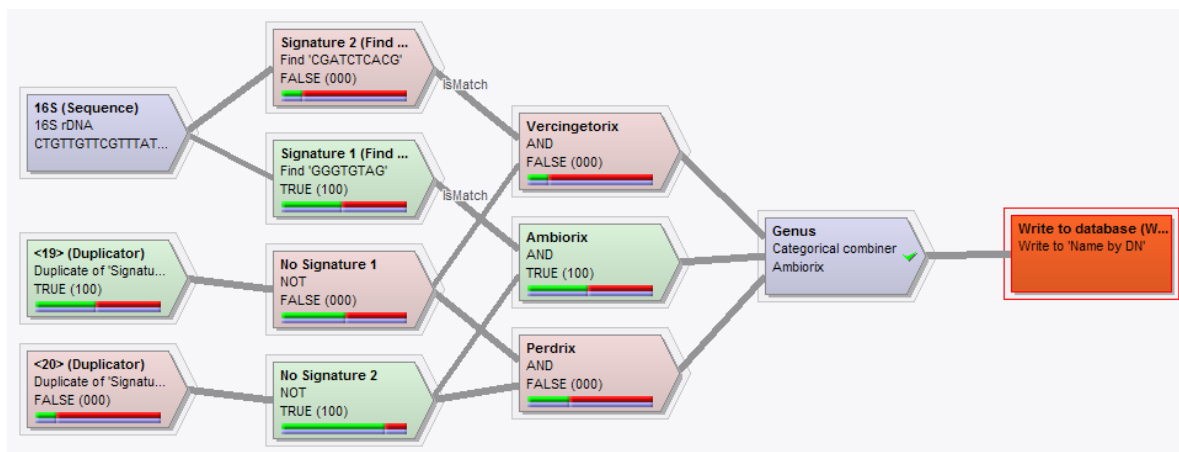 16S (Sequence)
16S rDNA
CTGTTGTTCGTTTAT...
<19> (Duplicator)
Duplicate of 'Signatu...
TRUE (100)
<20> (Duplicator)
Duplicate of 'Signatu...
FALSE (000)
Signature 2 (Find ...
Find 'CGATCTCACG'
FALSE (000)
Signature 1 (Find ...
Find 'GGGTGTAG'
TRUE (100)
No Signature 1
NOT
FALSE (000)
No Signature 2
NOT
TRUE (100)
IsMatch
IsMatch
Vercingetorix
AND
FALSE (000)
Ambiorix
AND
TRUE (100)
Perdrix
AND
FALSE (000)
Genus
Categorical combiner
Ambiorix
Write to database (W...
Write to 'Name by DN'